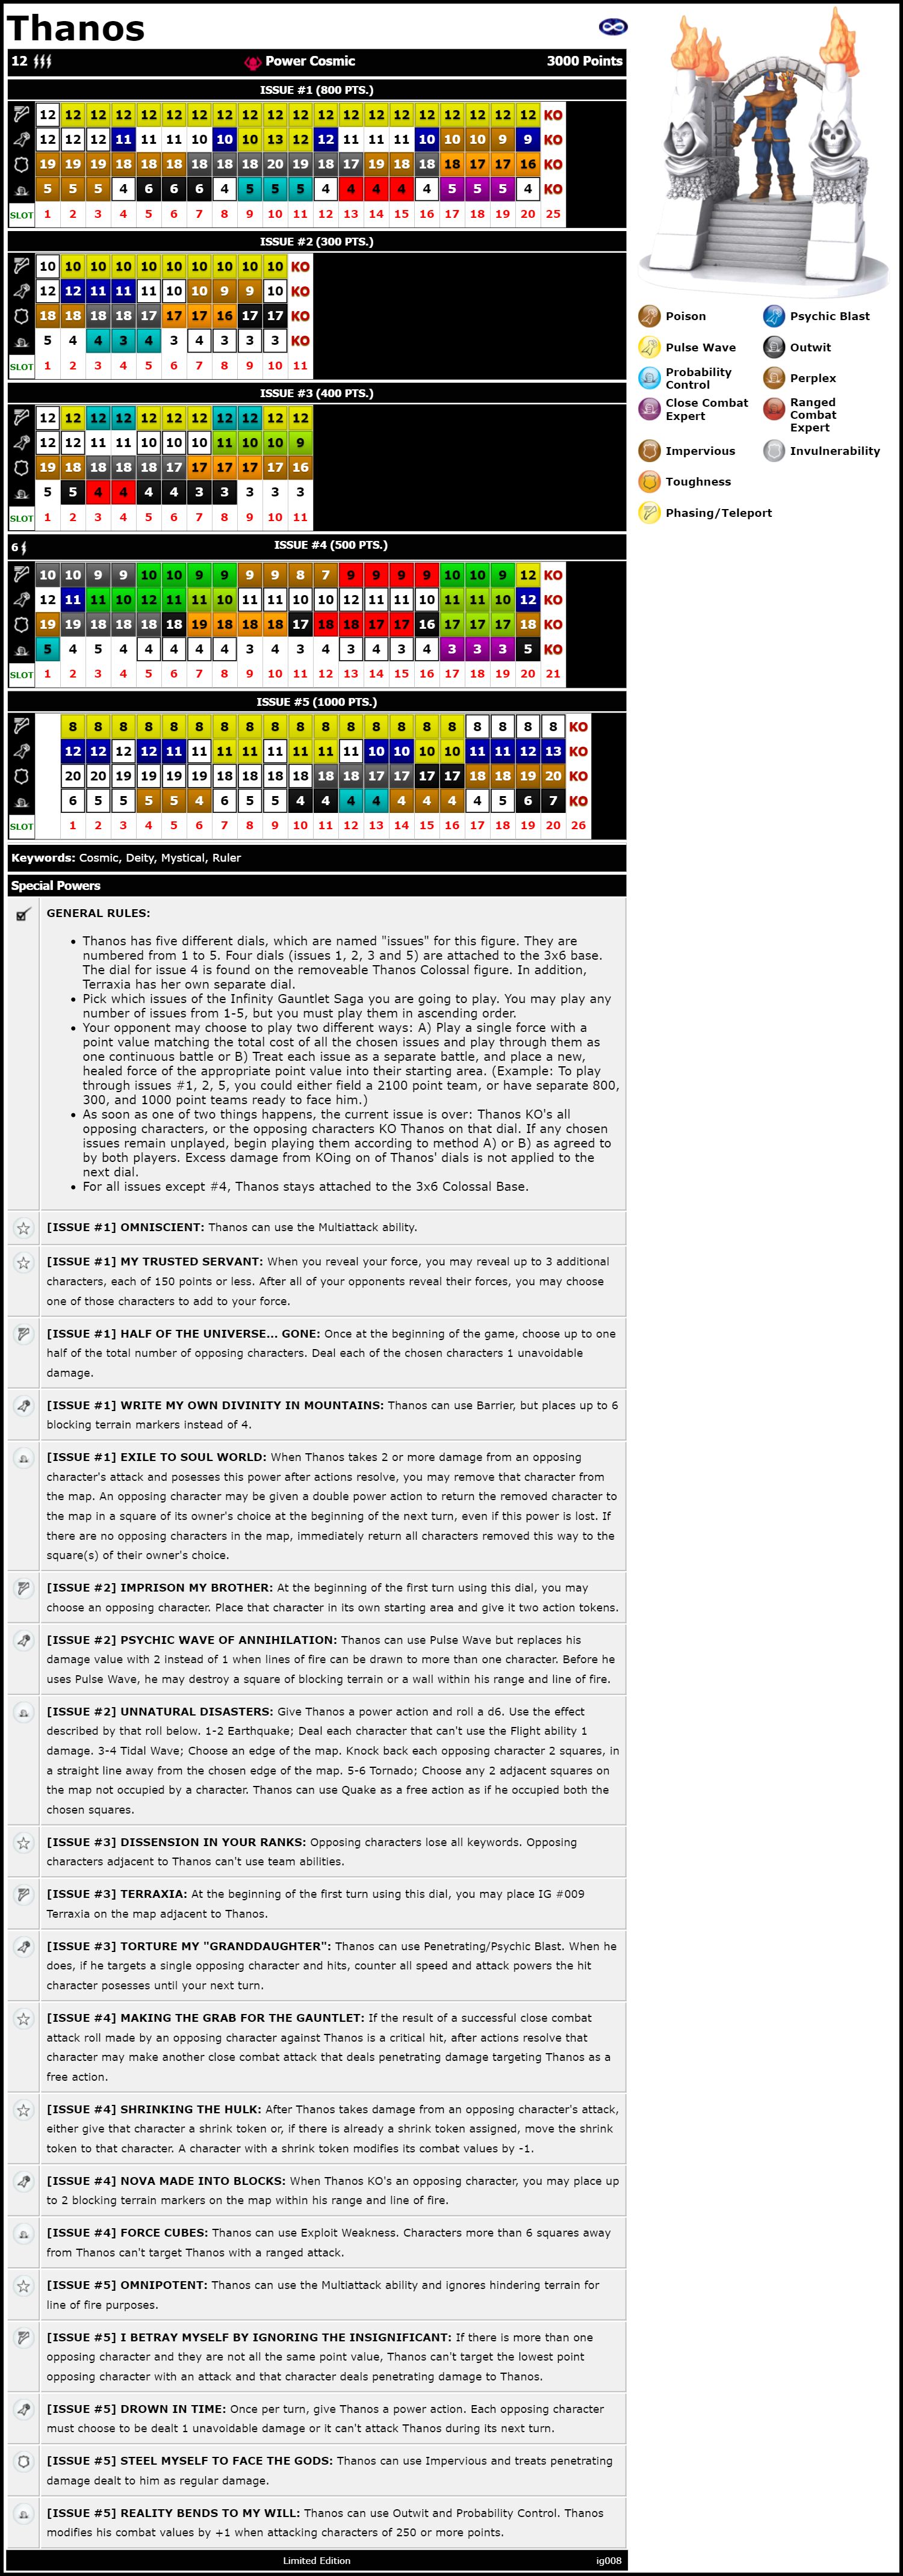 Thanos
12 Power Cosmic 3000 Points
ISSUE #1 (800 PTS.)
12 12 12 12 12 12 12 12 12 12 12 12 12 12 12 12 12 12 12 12 KO
12 12 12 11 11 11 10 10 10 13 12 12 11 11 11 10 10 10 9 9 KO
19 19 19 18 18 18 18 18 18 20 19 18 17 19 18 18 18 17 17 16 KO
5 5 5 4 6 6 6 4 5 5 5 4 4 4 4 4 5 5 5 4 KO
SLOT 1 2 3 4 5 6 7 8 9 10 11 12 13 14 15 16 17 18 19 20 25
ISSUE #2 (300 PTS.)
10 10 10 10 10 10 10 10 10 10 KO
12 12 11 11 11 10 10 9 9 10 KO
18 18 18 18 17 17 17 16 17 17 KO
5 4 4 3 4 3 4 3 3 3 KO
SLOT 1 2 3 4 5 6 7 8 9 10 11
ISSUE #3 (400 PTS.)
12 12 12 12 12 12 12 12 12 12 12
12 12 11 11 10 10 10 11 10 10 9
19 18 18 18 18 17 17 17 17 17 16
5 5 4 4 4 4 3 3 3 3 3
SLOT 1 2 3 4 5 6 7 8 9 10 11
6 ISSUE #4 (500 PTS.)
10 10 9 9 10 10 9 9 9 9 8 7 9 9 9 9 10 10 9 12 KO
12 11 11 10 12 11 11 10 11 11 10 10 12 11 11 10 11 11 10 12 KO
19 19 18 18 18 18 19 18 18 18 17 18 18 17 17 16 17 17 17 18 KO
5 4 5 4 4 4 4 4 3 4 3 4 3 4 3 4 3 3 3 5 KO
SLOT 1 2 3 4 5 6 7 8 9 10 11 12 13 14 15 16 17 18 19 20 21
ISSUE #5 (1000 PTS.)
8 8 8 8 8 8 8 8 8 8 8 8 8 8 8 8 8 8 8 8 KO
12 12 12 12 11 11 11 11 11 11 11 11 10 10 10 10 11 11 12 13 KO
20 20 19 19 19 19 18 18 18 18 18 18 17 17 17 17 18 18 19 20 KO
6 5 5 5 5 4 6 5 5 4 4 4 4 4 4 4 4 5 6 7 KO
SLOT 1 2 3 4 5 6 7 8 9 10 11 12 13 14 15 16 17 18 19 20 26
Poison Psychic Blast
Pulse Wave Outwit
Probability
Control
Perplex
Close Combat
Expert
Ranged
Combat
Expert
Impervious Invulnerability
Toughness
Phasing/Teleport
Keywords: Cosmic, Deity, Mystical, Ruler
Special Powers
GENERAL RULES:
• Thanos has five different dials, which are named "issues" for this figure. They are
numbered from 1 to 5. Four dials (issues 1, 2, 3 and 5) are attached to the 3x6 base.
The dial for issue 4 is found on the removeable Thanos Colossal figure. In addition,
Terraxia has her own separate dial.
• Pick which issues of the Infinity Gauntlet Saga you are going to play. You may play any
number of issues from 1-5, but you must play them in ascending order.
• Your opponent may choose to play two different ways: A) Play a single force with a
point value matching the total cost of all the chosen issues and play through them as
one continuous battle or B) Treat each issue as a separate battle, and place a new,
healed force of the appropriate point value into their starting area. (Example: To play
through issues #1, 2, 5, you could either field a 2100 point team, or have separate 800,
300, and 1000 point teams ready to face him.)
• As soon as one of two things happens, the current issue is over: Thanos KO's all
opposing characters, or the opposing characters KO Thanos on that dial. If any chosen
issues remain unplayed, begin playing them according to method A) or B) as agreed to
by both players. Excess damage from KOing on of Thanos' dials is not applied to the
next dial.
• For all issues except #4, Thanos stays attached to the 3x6 Colossal Base.
[ISSUE #1] OMNISCIENT: Thanos can use the Multiattack ability.
[ISSUE #1] MY TRUSTED SERVANT: When you reveal your force, you may reveal up to 3 additional
characters, each of 150 points or less. After all of your opponents reveal their forces, you may choose
one of those characters to add to your force.
[ISSUE #1] HALF OF THE UNIVERSE... GONE: Once at the beginning of the game, choose up to one
half of the total number of opposing characters. Deal each of the chosen characters 1 unavoidable
damage.
[ISSUE #1] WRITE MY OWN DIVINITY IN MOUNTAINS: Thanos can use Barrier, but places up to 6
blocking terrain markers instead of 4.
[ISSUE #1] EXILE TO SOUL WORLD: When Thanos takes 2 or more damage from an opposing
character's attack and posesses this power after actions resolve, you may remove that character from
the map. An opposing character may be given a double power action to return the removed character to
the map in a square of its owner's choice at the beginning of the next turn, even if this power is lost. If
there are no opposing characters in the map, immediately return all characters removed this way to the
square(s) of their owner's choice.
[ISSUE #2] IMPRISON MY BROTHER: At the beginning of the first turn using this dial, you may
choose an opposing character. Place that character in its own starting area and give it two action tokens.
[ISSUE #2] PSYCHIC WAVE OF ANNIHILATION: Thanos can use Pulse Wave but replaces his
damage value with 2 instead of 1 when lines of fire can be drawn to more than one character. Before he
uses Pulse Wave, he may destroy a square of blocking terrain or a wall within his range and line of fire.
[ISSUE #2] UNNATURAL DISASTERS: Give Thanos a power action and roll a d6. Use the effect
described by that roll below. 1-2 Earthquake; Deal each character that can't use the Flight ability 1
damage. 3-4 Tidal Wave; Choose an edge of the map. Knock back each opposing character 2 squares, in
a straight line away from the chosen edge of the map. 5-6 Tornado; Choose any 2 adjacent squares on
the map not occupied by a character. Thanos can use Quake as a free action as if he occupied both the
chosen squares.
[ISSUE #3] DISSENSION IN YOUR RANKS: Opposing characters lose all keywords. Opposing
characters adjacent to Thanos can't use team abilities.
[ISSUE #3] TERRAXIA: At the beginning of the first turn using this dial, you may place IG #009
Terraxia on the map adjacent to Thanos.
[ISSUE #3] TORTURE MY "GRANDDAUGHTER": Thanos can use Penetrating/Psychic Blast. When he
does, if he targets a single opposing character and hits, counter all speed and attack powers the hit
character posesses until your next turn.
[ISSUE #4] MAKING THE GRAB FOR THE GAUNTLET: If the result of a successful close combat
attack roll made by an opposing character against Thanos is a critical hit, after actions resolve that
character may make another close combat attack that deals penetrating damage targeting Thanos as a
free action.
[ISSUE #4] SHRINKING THE HULK: After Thanos takes damage from an opposing character's attack,
either give that character a shrink token or, if there is already a shrink token assigned, move the shrink
token to that character. A character with a shrink token modifies its combat values by -1.
[ISSUE #4] NOVA MADE INTO BLOCKS: When Thanos KO's an opposing character, you may place up
to 2 blocking terrain markers on the map within his range and line of fire.
[ISSUE #4] FORCE CUBES: Thanos can use Exploit Weakness. Characters more than 6 squares away
from Thanos can't target Thanos with a ranged attack.
[ISSUE #5] OMNIPOTENT: Thanos can use the Multiattack ability and ignores hindering terrain for
line of fire purposes.
[ISSUE #5] I BETRAY MYSELF BY IGNORING THE INSIGNIFICANT: If there is more than one
opposing character and they are not all the same point value, Thanos can't target the lowest point
opposing character with an attack and that character deals penetrating damage to Thanos.
[ISSUE #5] DROWN IN TIME: Once per turn, give Thanos a power action. Each opposing character
must choose to be dealt 1 unavoidable damage or it can't attack Thanos during its next turn.
[ISSUE #5] STEEL MYSELF TO FACE THE GODS: Thanos can use Impervious and treats penetrating
damage dealt to him as regular damage.
[ISSUE #5] REALITY BENDS TO MY WILL: Thanos can use Outwit and Probability Control. Thanos
modifies his combat values by +1 when attacking characters of 250 or more points.
Limited Edition ig008